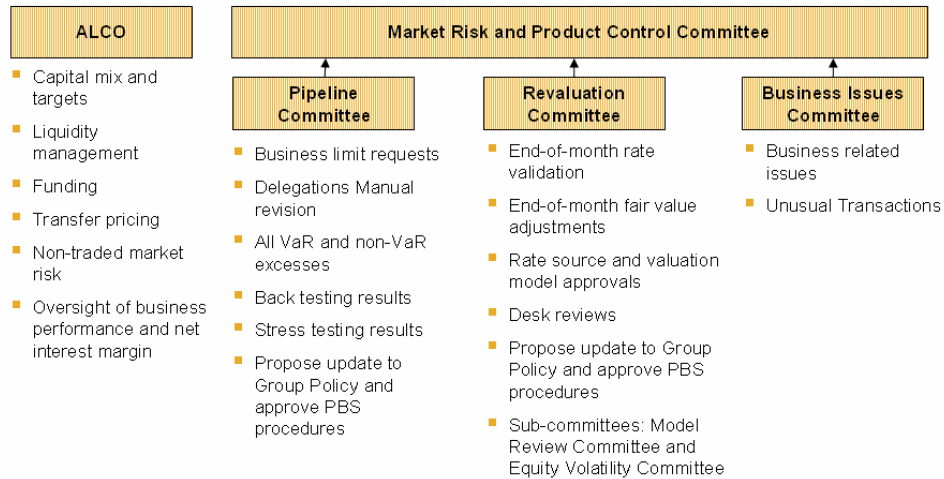 ALCO
Capital mix and
targets
Liquidity
management
Funding
Transfer pricing
Non-traded market
risk
Oversight of business
performance and net
interest margin
Market Risk and Product Control Committee
Pipeline
Committee
Business limit requests
Delegations Manual
revision
All VaR and non-VaR
excesses
Back testing results
Stress testing results
Propose update to
Group Policy and
approve PBS
procedures
Revaluation
Committee
End-of-month rate
validation
End-of-month fair value
adjustments
Rate source and valuation
model approvals
Desk reviews
Propose update to Group
Policy and approve PBS
procedures
Sub-committees: Model
Review Committee and
Equity Volatility Committee
Business Issues
Committee
Business related
issues
Unusual Transactions